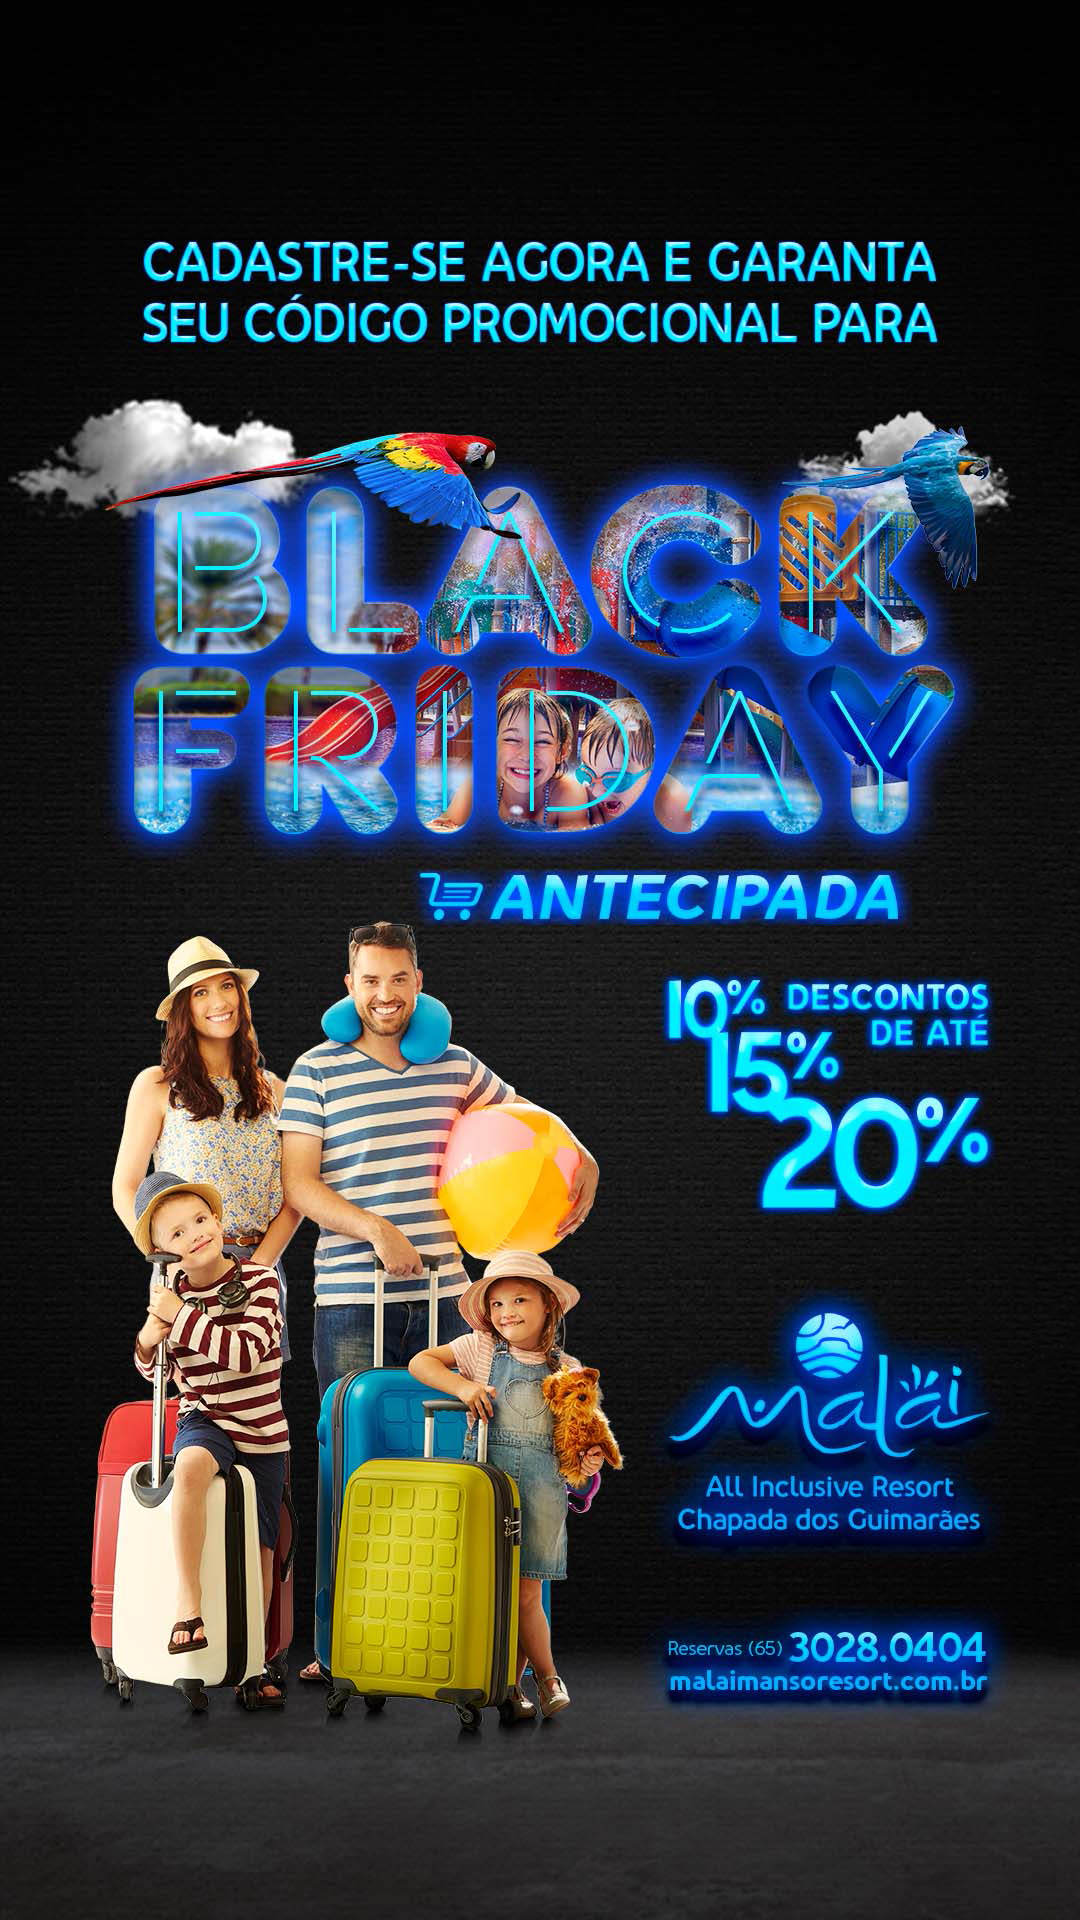 CADASTRE-SE AGORA E GARANTA
SEU CÓDIGO PROMOCIONAL PARA
BLACK
FRIDAY
ANTECIPADA
10% DESCONTOS
DE ATÉ
15%
20%
Malai
All Inclusive Resort
Chapada dos Guimarães
Reservas (65) 3028.0404
malaimansoresort.com.br